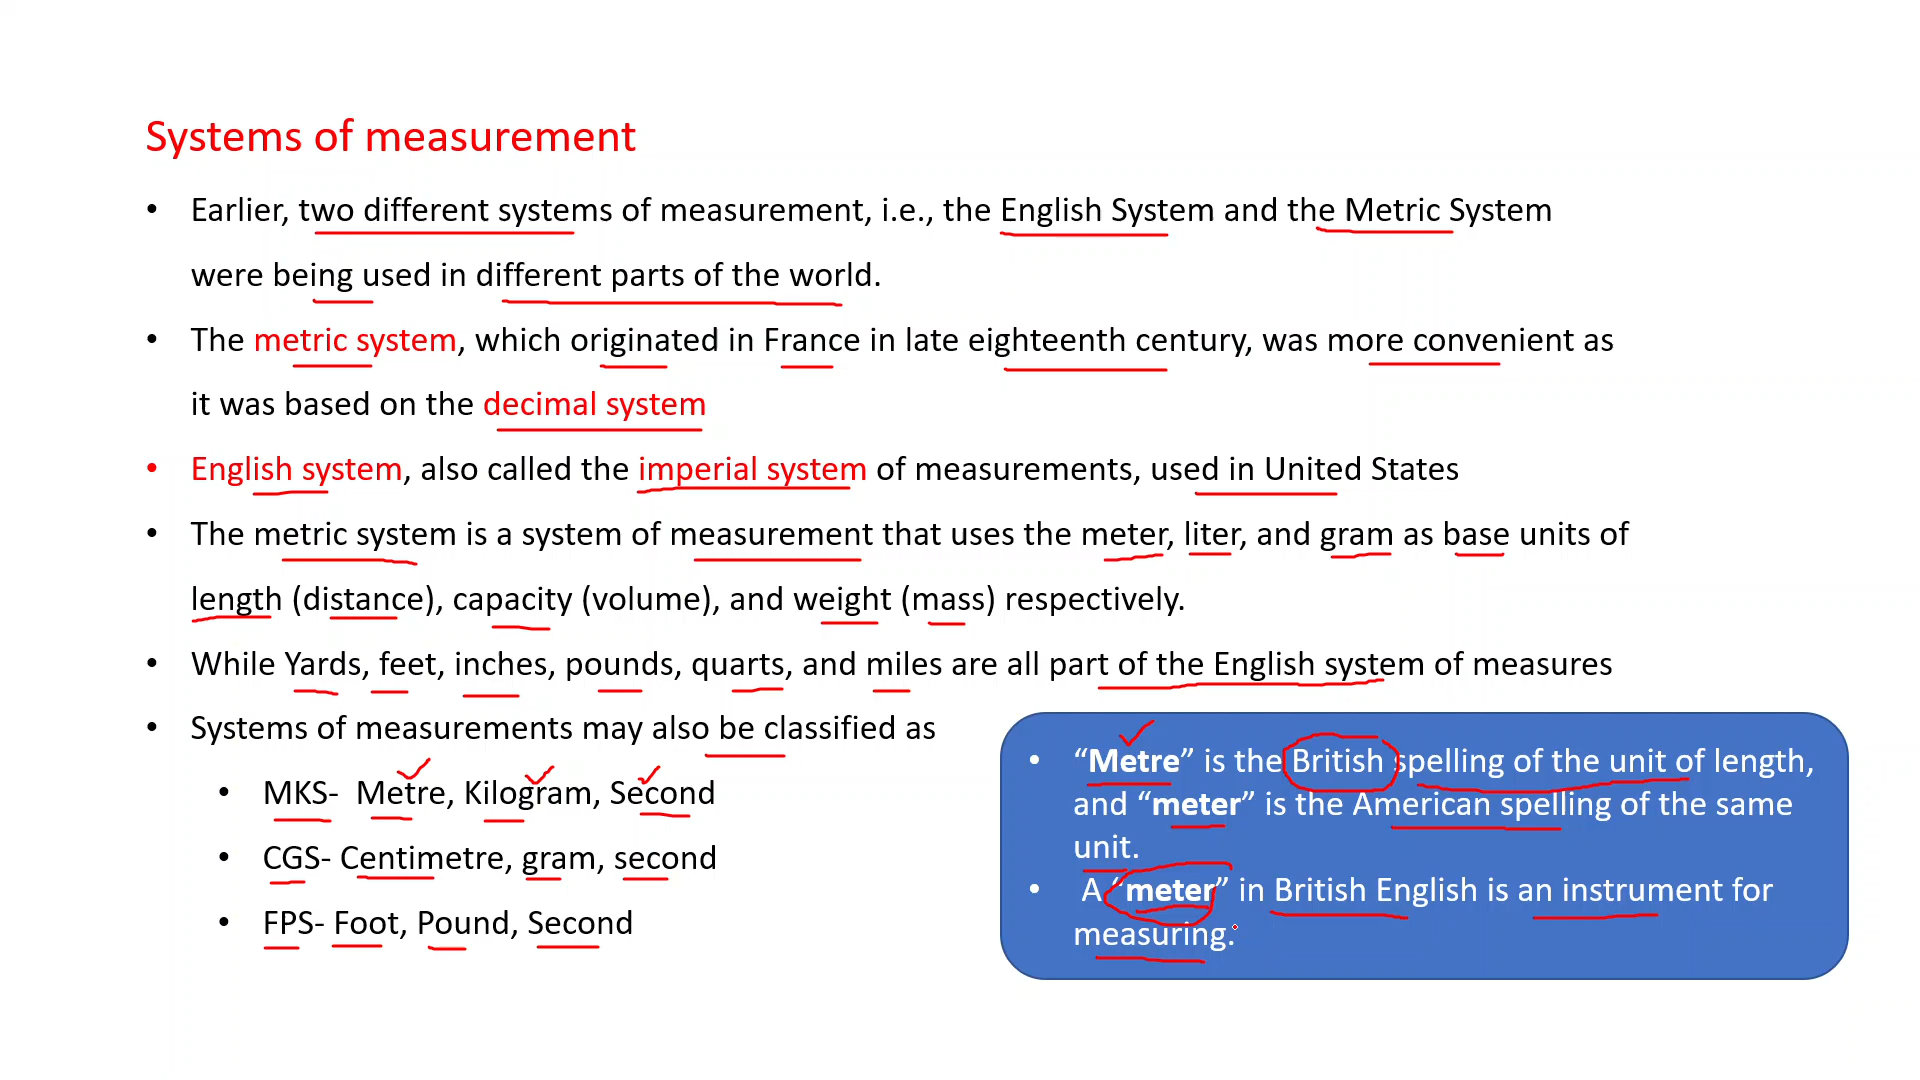 Systems of measurement
• Earlier, two different systems of measurement, i.e., the English System and the Metric System
were being used in different parts of the world.
• The metric system, which originated in France in late eighteenth century, was more convenient as
it was based on the decimal system
• English system, also called the imperial system of measurements, used in United States
• The metric system is a system of measurement that uses the meter, liter, and gram as base units of
length (distance), capacity (volume), and weight (mass) respectively.
• While Yards, feet, inches, pounds, quarts, and miles are all part of the English system of measures
• Systems of measurements may also be classified as
• MKS- Metre, Kilogram, Second
• CGS- Centimetre, gram, second
• FPS- Foot, Pound, Second
• “Metre” is the British spelling of the unit of length,
and “meter” is the American spelling of the same
unit.
• A “meter” in British English is an instrument for
measuring.